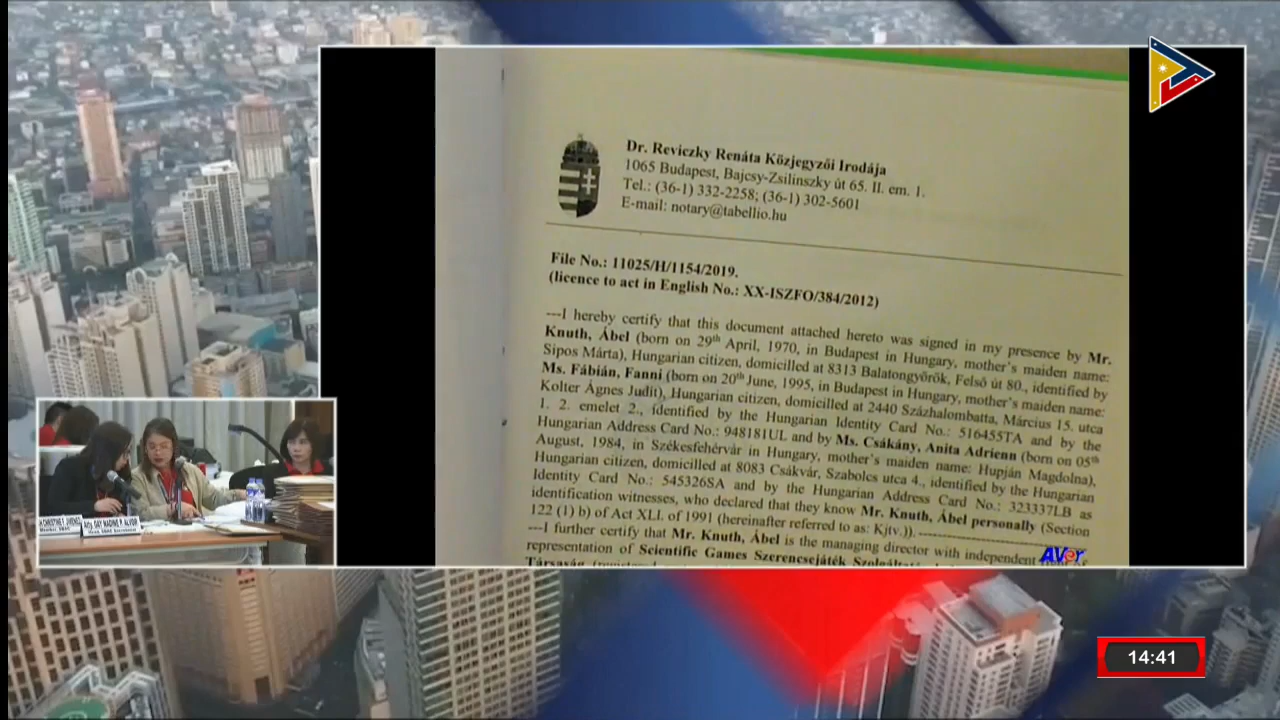 Dr. Reviczky Renáta Közjegyzői Irodája
1065 Budapest, Bajcsy-Zsilinszky út 65. II. em. 1.
Tel.: (36-1) 332-2258; (36-1) 302-5601
E-mail: notary@tabellio.hu
File No.: 11025/H/1154/2019.
(licence to act in English No.: XX-ISZFO/384/2012)
---I hereby certify that this document attached hereto was signed in my presence by Mr.
Knuth, Ábel (born on 29th April, 1970, in Budapest in Hungary, mother's maiden name:
Sipos Márta), Hungarian citizen, domicilled at 8313 Balatongyörök, Felső út 80., identified by
Ms. Fábián, Fanni (born on 20th June, 1995, in Budapest in Hungary, mother's maiden name:
Kolter Ágnes Judit), Hungarian citizen, domicilled at 2440 Százhalombatta, Március 15. utca
1. 2. emelet 2., identified by the Hungarian Identity Card No.: 516455TA and by the
Hungarian Address Card No.: 948181UL and by Ms. Csákány, Anita Adrienn (born on 05th
August, 1984, in Székesfehérvár in Hungary, mother's maiden name: Hupján Magdolna),
Hungarian citizen, domicilled at 8083 Csákvár, Szabolcs utca 4., identified by the Hungarian
Identity Card No.: 545326SA and by the Hungarian Address Card No.: 323337LB as
identification witnesses, who declared that they know Mr. Knuth, Ábel personally (Section
122 (1) b) of Act XLI. of 1991 (hereinafter referred to as: Kjtv.)).
---I further certify that Mr. Knuth, Ábel is the managing director with independent
representation of Scientific Games Szerencsejáték
Társaság
AVer
Atty. DAY NADINE P. ALVOR
14:41